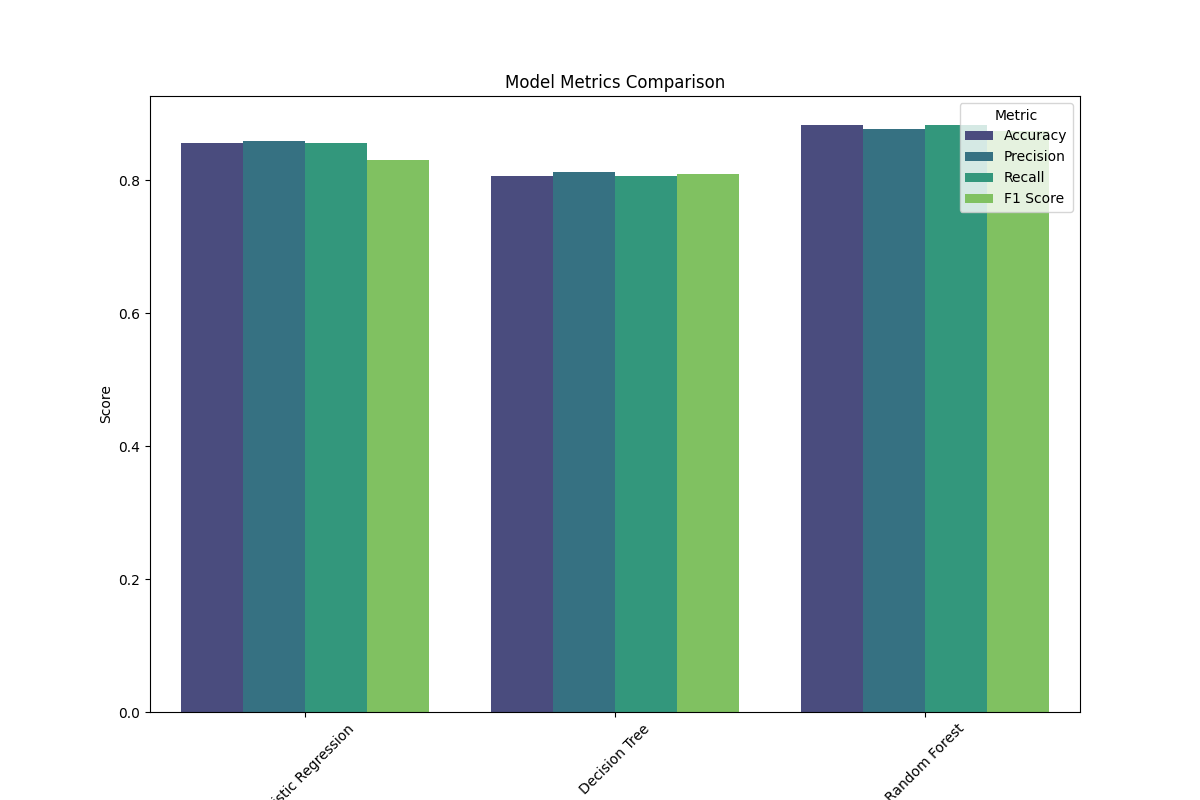 Model Metrics Comparison
Metric
Accuracy
Precision
Recall
F1 Score
Score
0.8
0.6
0.4
0.2
0.0
istic Regression
Decision Tree
Random Forest